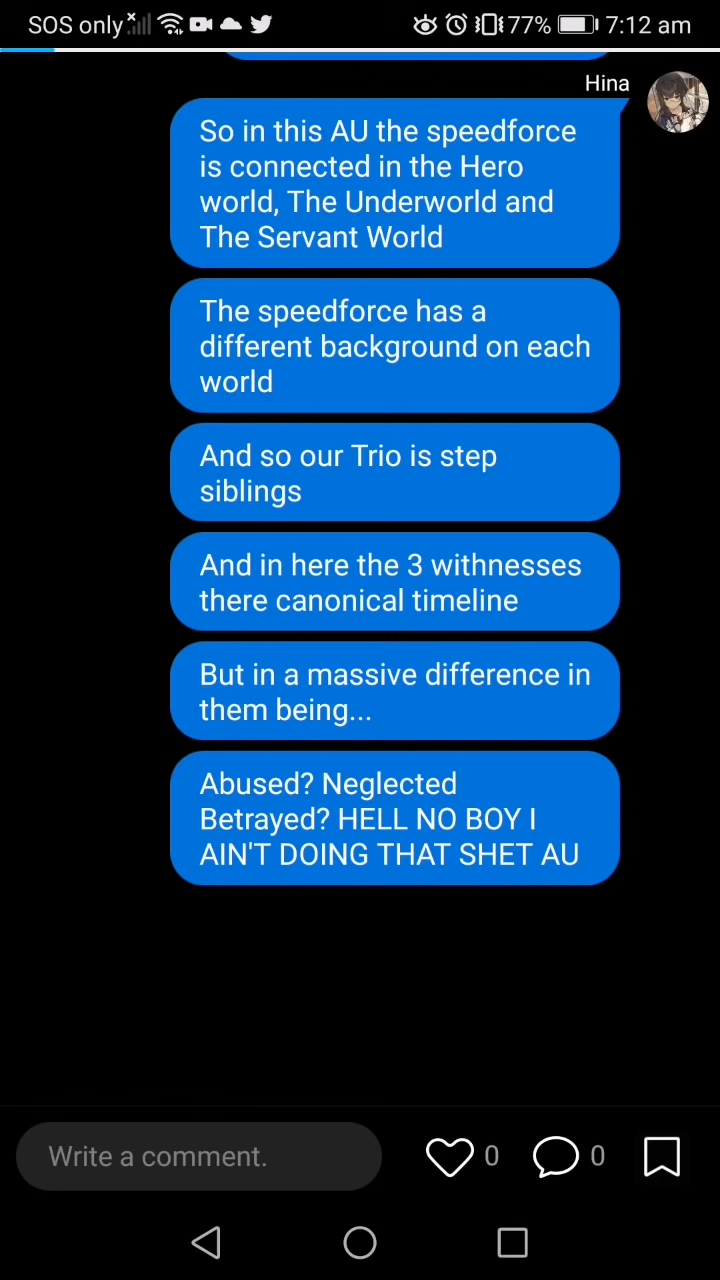 SOS only 77% 7:12 am
Hina
So in this AU the speedforce
is connected in the Hero
world, The Underworld and
The Servant World
The speedforce has a
different background on each
world
And so our Trio is step
siblings
And in here the 3 withnesses
there canonical timeline
But in a massive difference in
them being...
Abused? Neglected
Betrayed? HELL NO BOY I
AIN'T DOING THAT SHET AU
Write a comment. 0 0